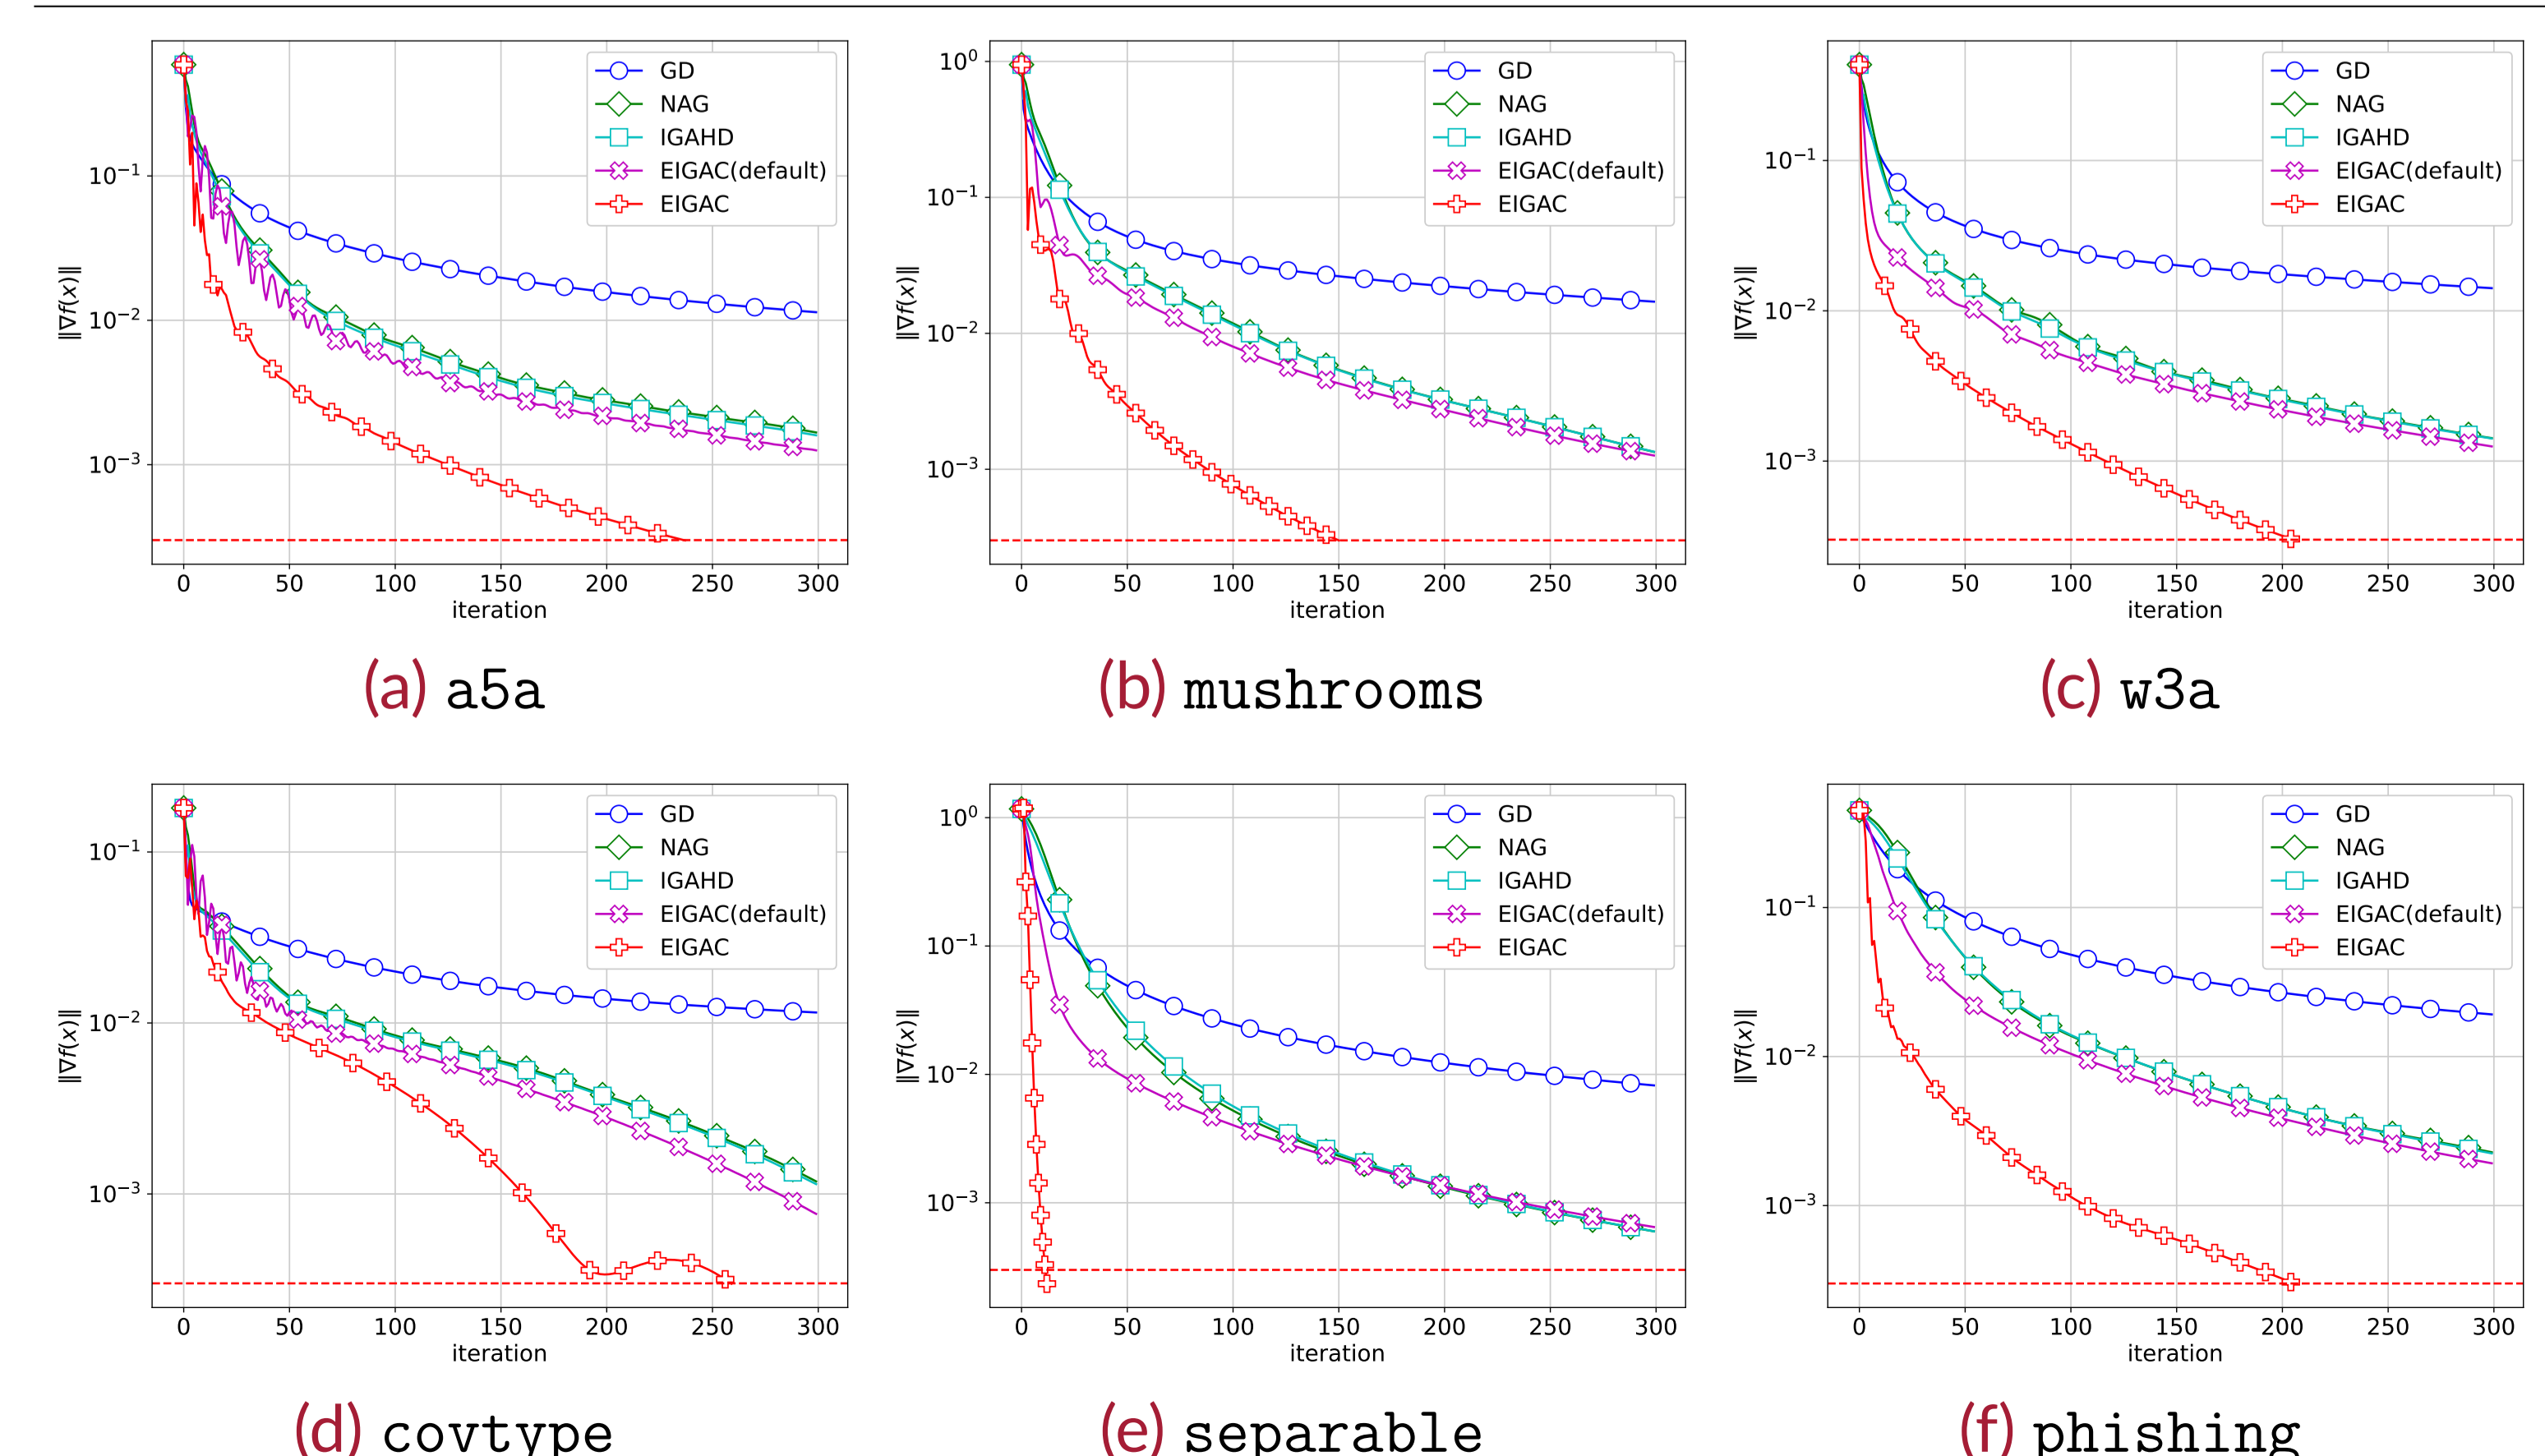 GD
NAG
IGAHD
EIGAC(default)
EIGAC
10⁻¹
10⁻²
10⁻³
‖∇f(x)‖
0 50 100 150 200 250 300
iteration
(a) a5a
GD
NAG
IGAHD
EIGAC(default)
EIGAC
10⁰
10⁻¹
10⁻²
10⁻³
‖∇f(x)‖
0 50 100 150 200 250 300
iteration
(b) mushrooms
GD
NAG
IGAHD
EIGAC(default)
EIGAC
10⁻¹
10⁻²
10⁻³
‖∇f(x)‖
0 50 100 150 200 250 300
iteration
(c) w3a
GD
NAG
IGAHD
EIGAC(default)
EIGAC
10⁻¹
10⁻²
10⁻³
‖∇f(x)‖
0 50 100 150 200 250 300
iteration
(d) covtype
GD
NAG
IGAHD
EIGAC(default)
EIGAC
10⁰
10⁻¹
10⁻²
10⁻³
‖∇f(x)‖
0 50 100 150 200 250 300
iteration
(e) separable
GD
NAG
IGAHD
EIGAC(default)
EIGAC
10⁻¹
10⁻²
10⁻³
‖∇f(x)‖
0 50 100 150 200 250 300
iteration
(f) phishing